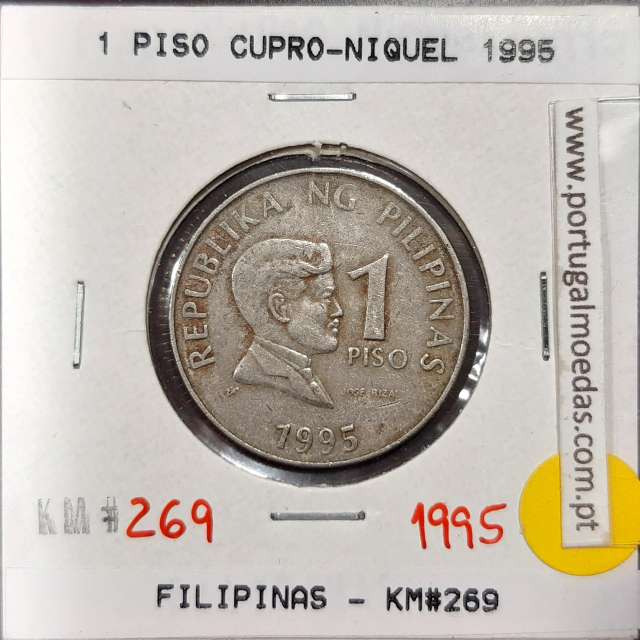 1 PISO CUPRO-NIQUEL 1995
www.portugalmoedas.com.pt
REPUBLIKA NG PILIPINAS
1
PISO
JOSE RIZAL
1995
KM# 269
1995
FILIPINAS - KM#269